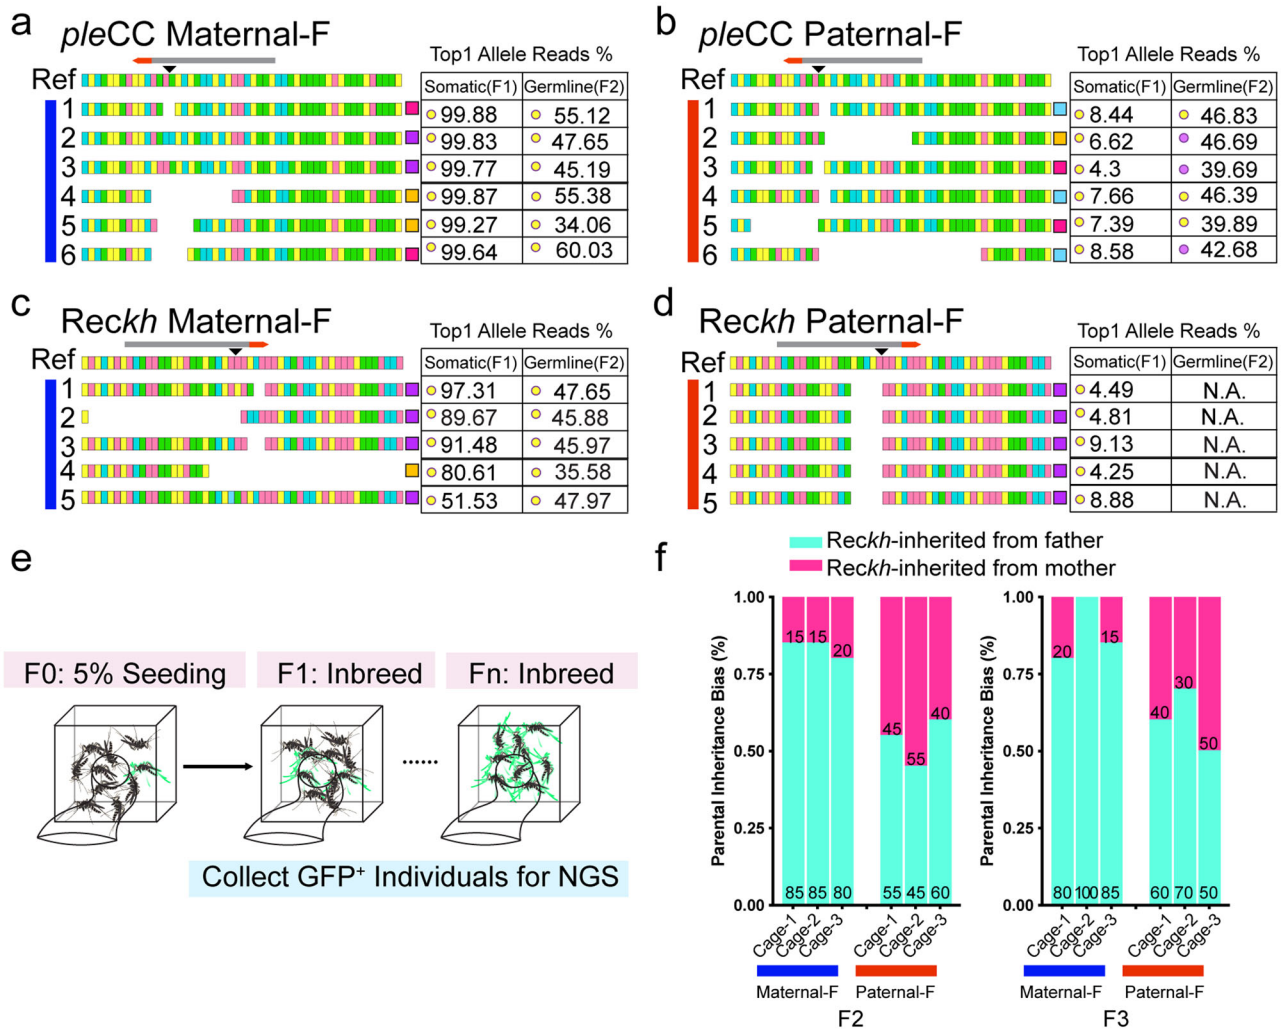 a
pleCC Maternal-F
Top1 Allele Reads %
Ref
Somatic(F1) Germline(F2)
1 99.88 55.12
2 99.83 47.65
3 99.77 45.19
4 99.87 55.38
5 99.27 34.06
6 99.64 60.03
b
pleCC Paternal-F
Top1 Allele Reads %
Ref
Somatic(F1) Germline(F2)
1 8.44 46.83
2 6.62 46.69
3 4.3 39.69
4 7.66 46.39
5 7.39 39.89
6 8.58 42.68
c
Reckh Maternal-F
Top1 Allele Reads %
Ref
Somatic(F1) Germline(F2)
1 97.31 47.65
2 89.67 45.88
3 91.48 45.97
4 80.61 35.58
5 51.53 47.97
d
Reckh Paternal-F
Top1 Allele Reads %
Ref
Somatic(F1) Germline(F2)
1 4.49 N.A.
2 4.81 N.A.
3 9.13 N.A.
4 4.25 N.A.
5 8.88 N.A.
e
F0: 5% Seeding
F1: Inbreed
Fn: Inbreed
......
Collect GFP⁺ Individuals for NGS
f
Reckh-inherited from father
Reckh-inherited from mother
Parental Inheritance Bias (%)
1.00
0.75
0.50
0.25
0.00
15 15 20 45 55 40
85 85 80 55 45 60
Cage-1 Cage-2 Cage-3 Cage-1 Cage-2 Cage-3
Maternal-F Paternal-F
F2
Parental Inheritance Bias (%)
1.00
0.75
0.50
0.25
0.00
20 15 40 30 50
80 100 85 60 70 50
Cage-1 Cage-2 Cage-3 Cage-1 Cage-2 Cage-3
Maternal-F Paternal-F
F3